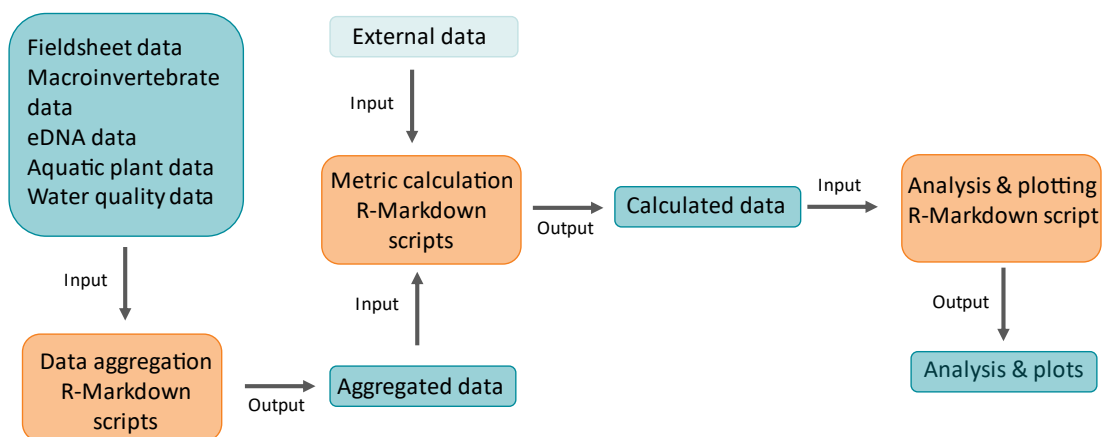 Fieldsheet data
Macroinvertebrate
data
eDNA data
Aquatic plant data
Water quality data
Input
Data aggregation
R-Markdown
scripts
Output
Aggregated data
Input
External data
Input
Metric calculation
R-Markdown
scripts
Output
Calculated data
Input
Analysis & plotting
R-Markdown script
Output
Analysis & plots